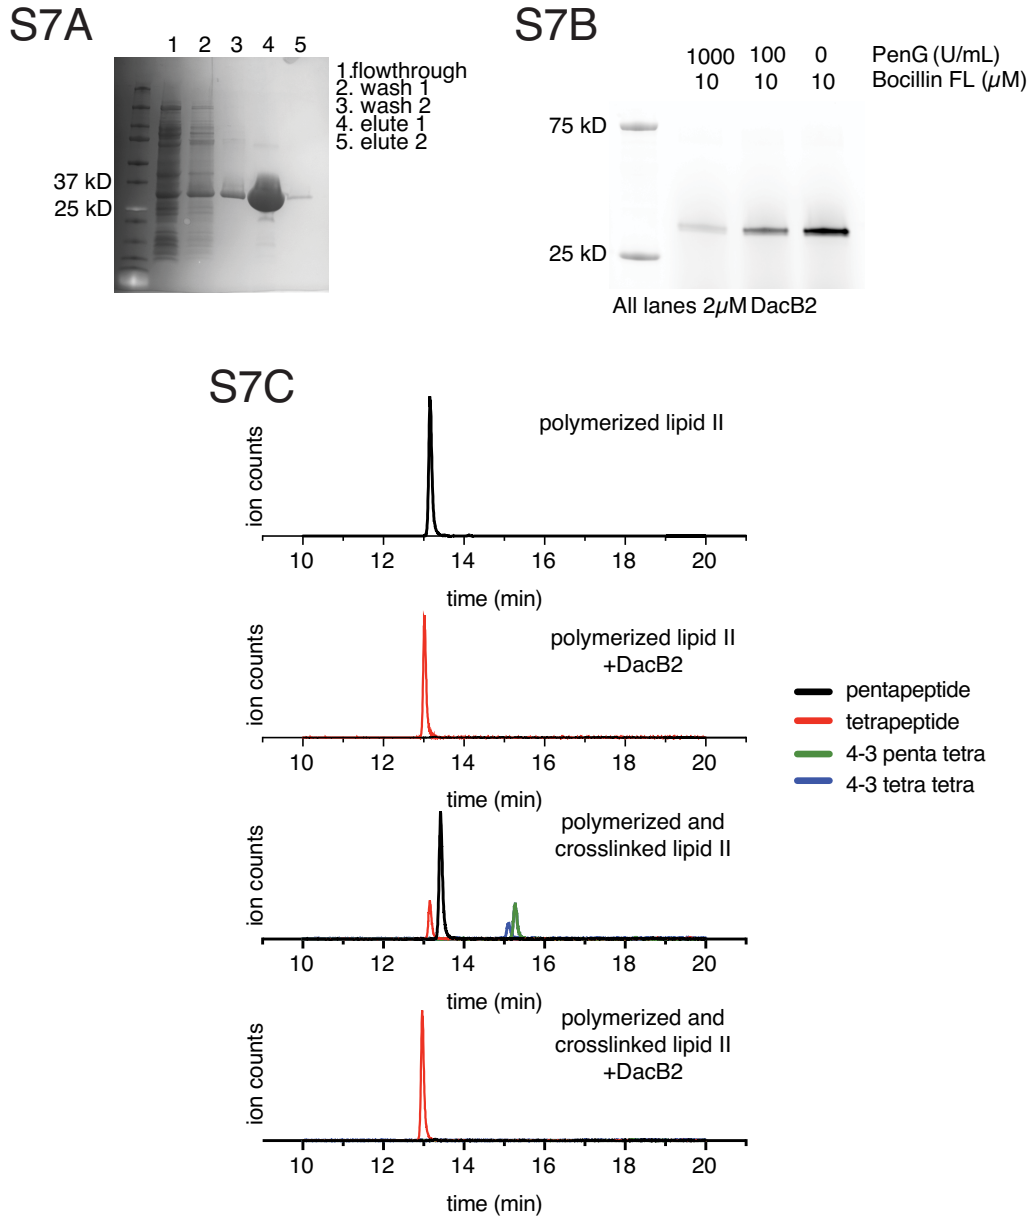 S7A
1 2 3 4 5
1.flowthrough
2. wash 1
3. wash 2
4. elute 1
5. elute 2
37 kD
25 kD
S7B
1000 100 0 PenG (U/mL)
10 10 10 Bocillin FL (µM)
75 kD
25 kD
All lanes 2µM DacB2
S7C
ion counts
polymerized lipid II
10 12 14 16 18 20
time (min)
ion counts
polymerized lipid II
+DacB2
10 12 14 16 18 20
time (min)
ion counts
polymerized and
crosslinked lipid II
10 12 14 16 18 20
time (min)
ion counts
polymerized and
crosslinked lipid II
+DacB2
10 12 14 16 18 20
time (min)
pentapeptide
tetrapeptide
4-3 penta tetra
4-3 tetra tetra